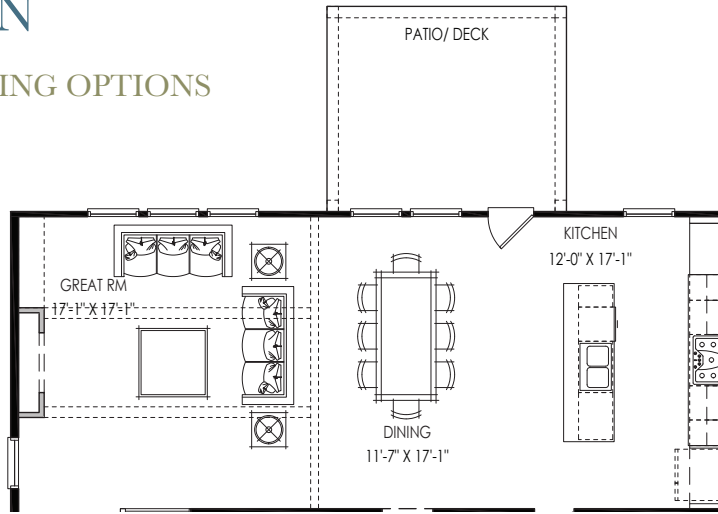 N
ING OPTIONS
PATIO/ DECK
KITCHEN
12'-0" X 17'-1"
GREAT RM
17'-1" X 17'-1"
DINING
11'-7" X 17'-1"